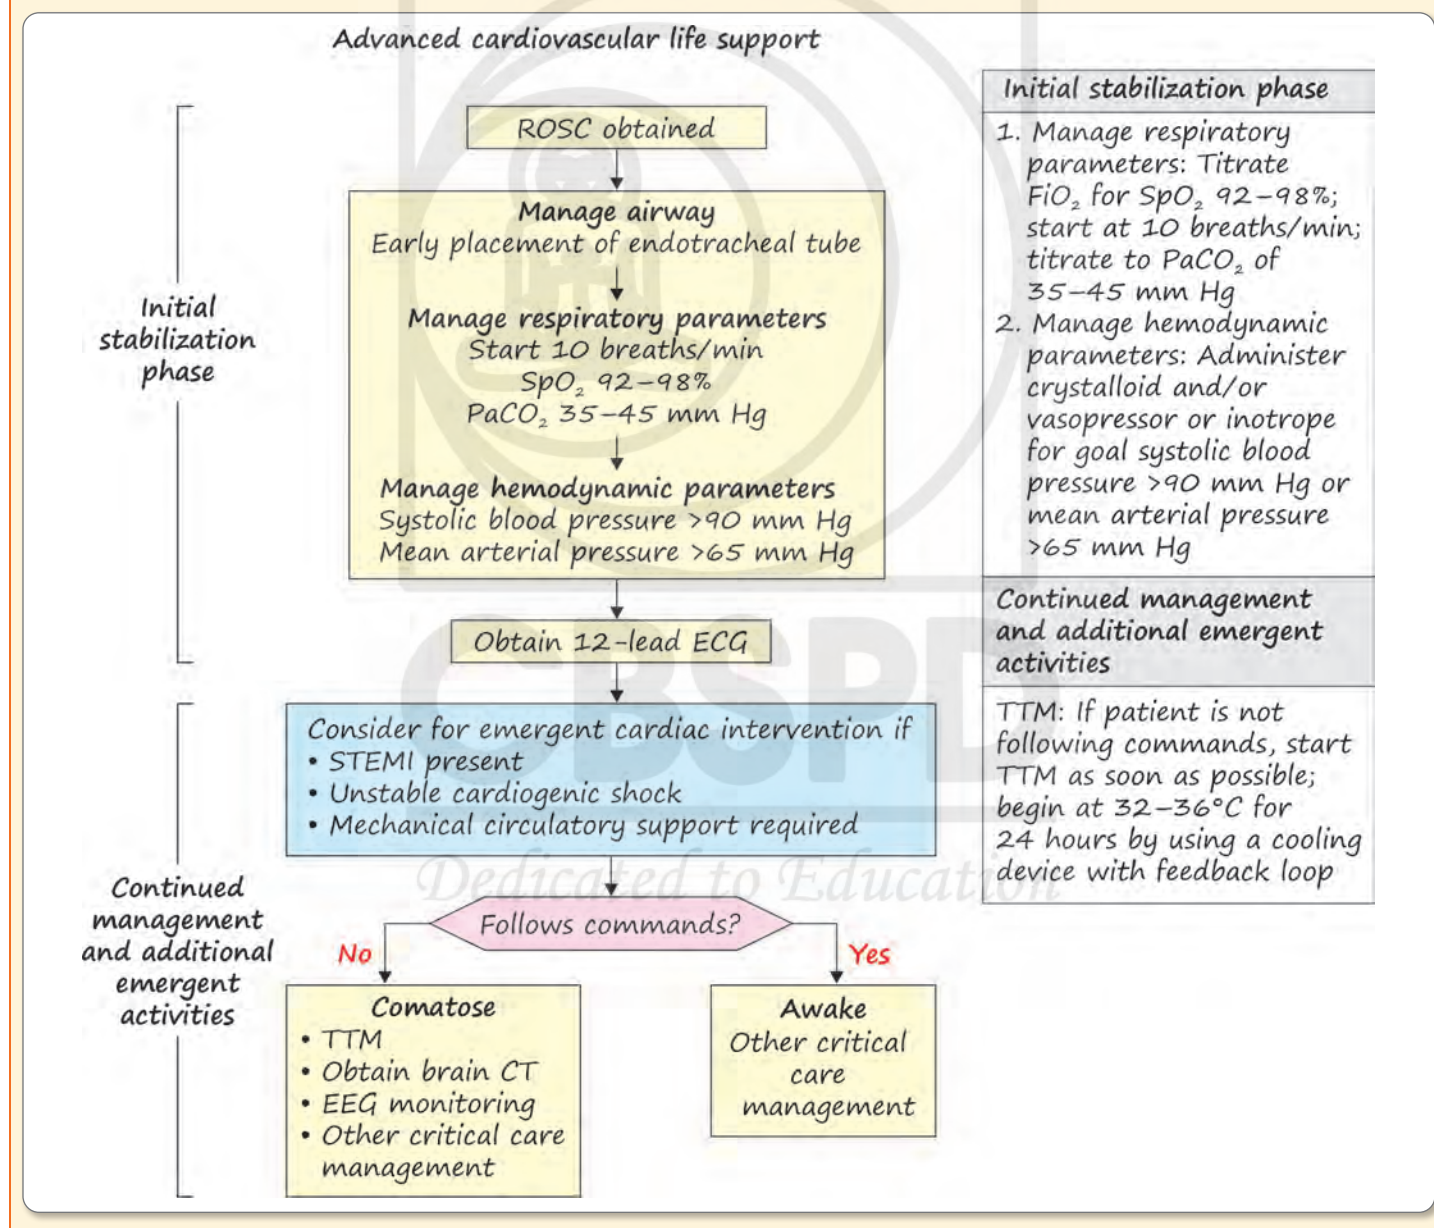 Advanced cardiovascular life support
Initial
stabilization
phase
ROSC obtained
Manage airway
Early placement of endotracheal tube
Manage respiratory parameters
Start 10 breaths/min
SpO₂ 92–98%
PaCO₂ 35–45 mm Hg
Manage hemodynamic parameters
Systolic blood pressure >90 mm Hg
Mean arterial pressure >65 mm Hg
Obtain 12-lead ECG
Continued
management
and additional
emergent
activities
Consider for emergent cardiac intervention if
• STEMI present
• Unstable cardiogenic shock
• Mechanical circulatory support required
Follows commands?
No
Yes
Comatose
• TTM
• Obtain brain CT
• EEG monitoring
• Other critical care
management
Awake
Other critical
care
management
Initial stabilization phase
1. Manage respiratory
parameters: Titrate
FiO₂ for SpO₂ 92–98%;
start at 10 breaths/min;
titrate to PaCO₂ of
35–45 mm Hg
2. Manage hemodynamic
parameters: Administer
crystalloid and/or
vasopressor or inotrope
for goal systolic blood
pressure >90 mm Hg or
mean arterial pressure
>65 mm Hg
Continued management
and additional emergent
activities
TTM: If patient is not
following commands, start
TTM as soon as possible;
begin at 32–36°C for
24 hours by using a cooling
device with feedback loop
CBSPD
Dedicated to Education